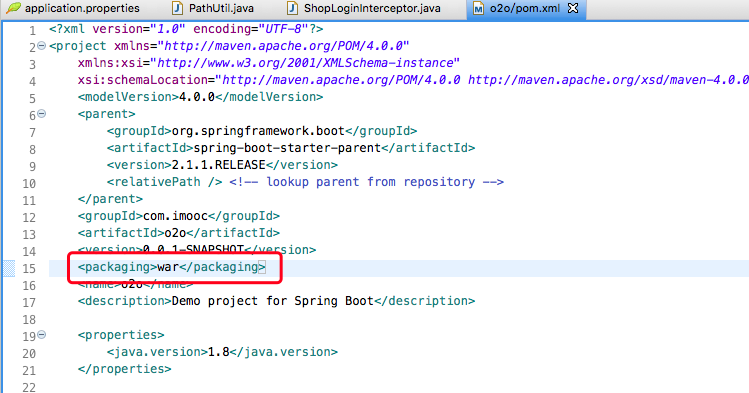 application.properties PathUtil.java ShopLoginInterceptor.java o2o/pom.xml
1 <?xml version="1.0" encoding="UTF-8"?>
2 <project xmlns="http://maven.apache.org/POM/4.0.0"
3 xmlns:xsi="http://www.w3.org/2001/XMLSchema-instance"
4 xsi:schemaLocation="http://maven.apache.org/POM/4.0.0 http://maven.apache.org/xsd/maven-4.0.0
5 <modelVersion>4.0.0</modelVersion>
6 <parent>
7 <groupId>org.springframework.boot</groupId>
8 <artifactId>spring-boot-starter-parent</artifactId>
9 <version>2.1.1.RELEASE</version>
10 <relativePath /> <!-- lookup parent from repository -->
11 </parent>
12 <groupId>com.imooc</groupId>
13 <artifactId>o2o</artifactId>
14 <version>0.0.1-SNAPSHOT</version>
15 <packaging>war</packaging>
16 <name>o2o</name>
17 <description>Demo project for Spring Boot</description>
18
19 <properties>
20 <java.version>1.8</java.version>
21 </properties>
22